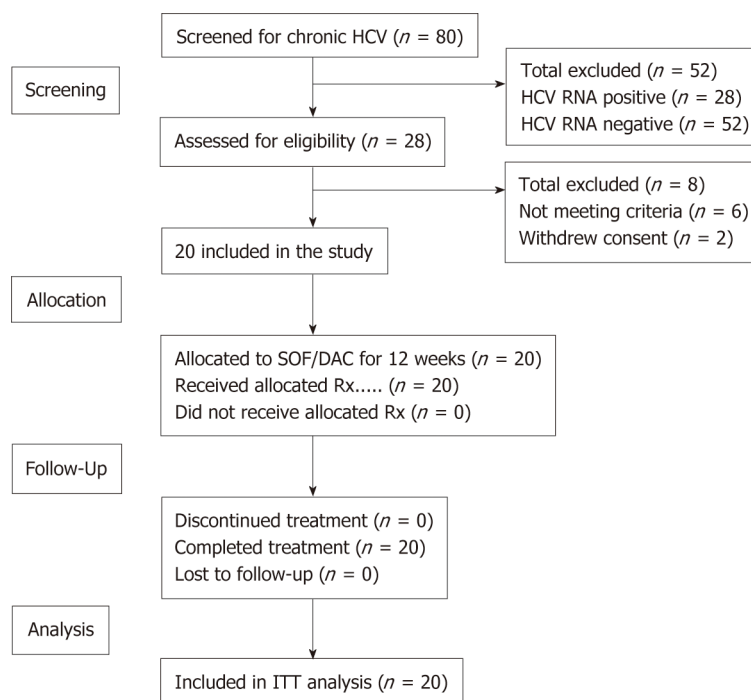 Screened for chronic HCV (n = 80)
Screening
Total excluded (n = 52)
HCV RNA positive (n = 28)
HCV RNA negative (n = 52)
Assessed for eligibility (n = 28)
Total excluded (n = 8)
Not meeting criteria (n = 6)
Withdrew consent (n = 2)
20 included in the study
Allocation
Allocated to SOF/DAC for 12 weeks (n = 20)
Received allocated Rx..... (n = 20)
Did not receive allocated Rx (n = 0)
Follow-Up
Discontinued treatment (n = 0)
Completed treatment (n = 20)
Lost to follow-up (n = 0)
Analysis
Included in ITT analysis (n = 20)